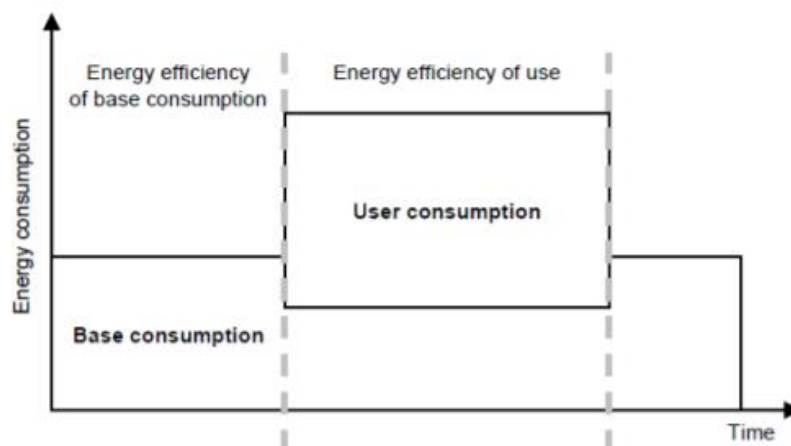 Energy efficiency
of base consumption
Energy efficiency of use
Energy consumption
User consumption
Base consumption
Time